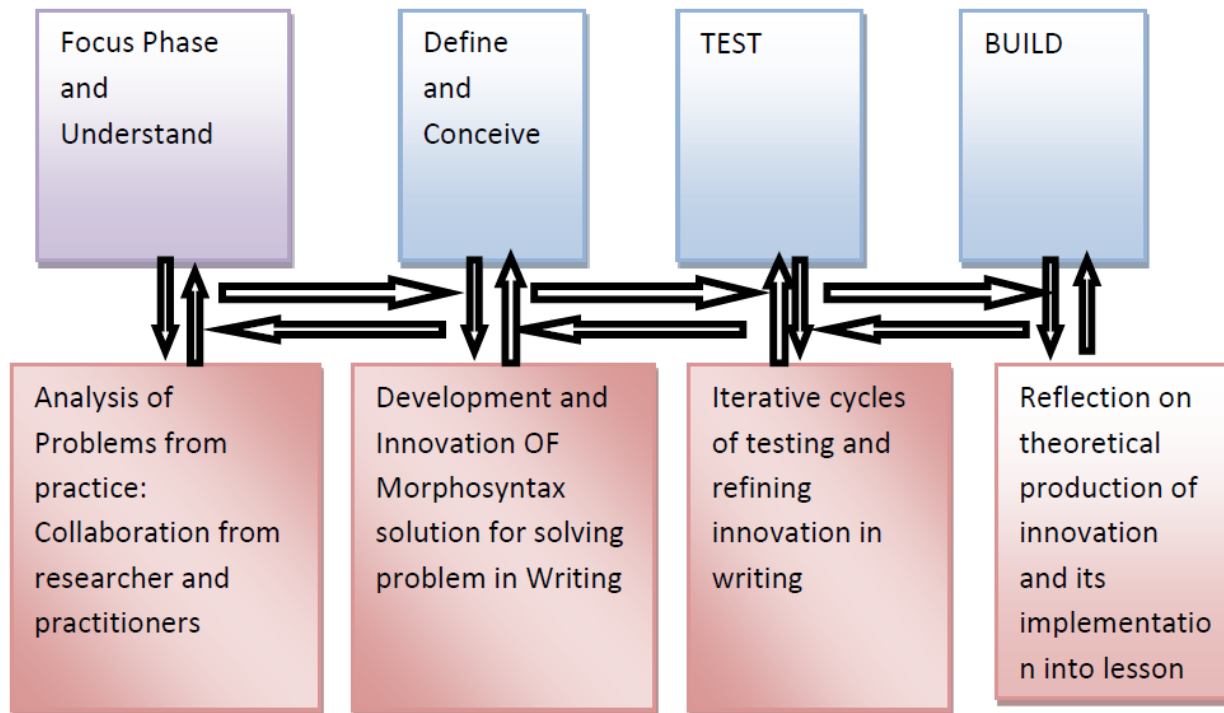 Focus Phase
and
Understand
Define
and
Conceive
TEST
BUILD
Analysis of
Problems from
practice:
Collaboration from
researcher and
practitioners
Development and
Innovation OF
Morphosyntax
solution for solving
problem in Writing
Iterative cycles
of testing and
refining
innovation in
writing
Reflection on
theoretical
production of
innovation
and its
implementatio
n into lesson